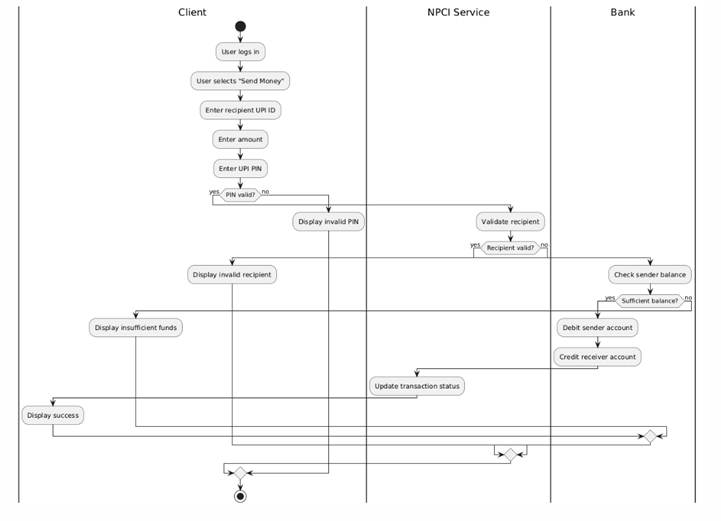 Client
NPCI Service
Bank
User logs in
User selects "Send Money"
Enter recipient UPI ID
Enter amount
Enter UPI PIN
yes
PIN valid?
no
Display invalid PIN
Validate recipient
yes
Recipient valid?
no
Display invalid recipient
Check sender balance
yes
Sufficient balance?
no
Display insufficient funds
Debit sender account
Credit receiver account
Update transaction status
Display success